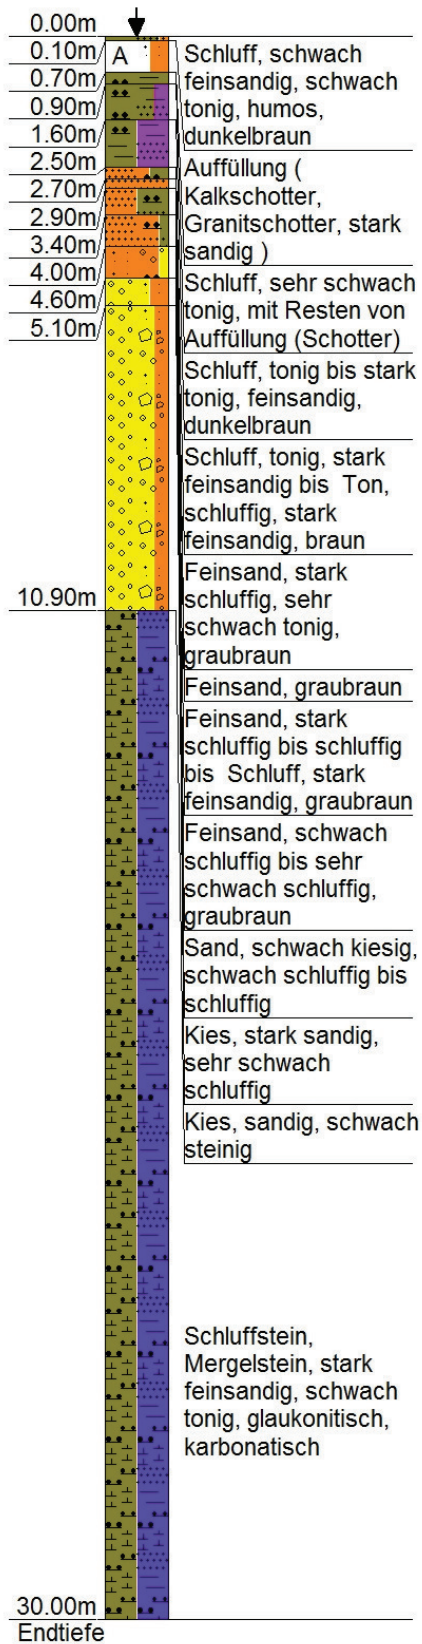 0.00m
0.10m
0.70m
0.90m
1.60m
2.50m
2.70m
2.90m
3.40m
4.00m
4.60m
5.10m
10.90m
30.00m
Endtiefe
A
Schluff, schwach
feinsandig, schwach
tonig, humos,
dunkelbraun
Auffüllung (
Kalkschotter,
Granitschotter, stark
sandig )
Schluff, sehr schwach
tonig, mit Resten von
Auffüllung (Schotter)
Schluff, tonig bis stark
tonig, feinsandig,
dunkelbraun
Schluff, tonig, stark
feinsandig bis Ton,
schluffig, stark
feinsandig, braun
Feinsand, stark
schluffig, sehr
schwach tonig,
graubraun
Feinsand, graubraun
Feinsand, stark
schluffig bis schluffig
bis Schluff, stark
feinsandig, graubraun
Feinsand, schwach
schluffig bis sehr
schwach schluffig,
graubraun
Sand, schwach kiesig,
schwach schluffig bis
schluffig
Kies, stark sandig,
sehr schwach
schluffig
Kies, sandig, schwach
steinig
Schluffstein,
Mergelstein, stark
feinsandig, schwach
tonig, glaukonitisch,
karbonatisch